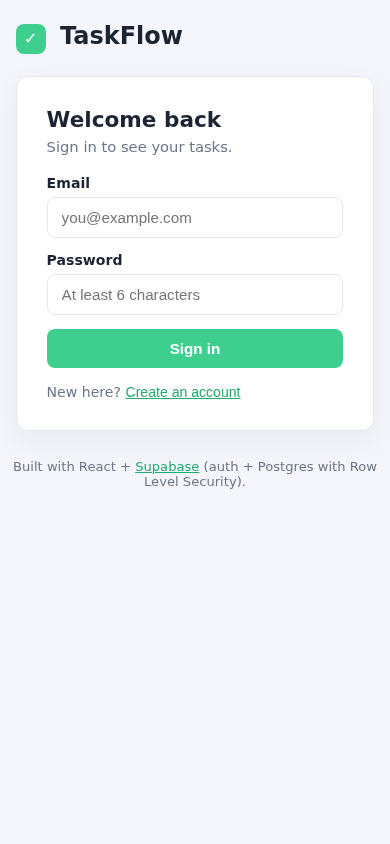 ✓ TaskFlow
Welcome back
Sign in to see your tasks.
Email
you@example.com
Password
At least 6 characters
Sign in
New here? Create an account
Built with React + Supabase (auth + Postgres with Row
Level Security).